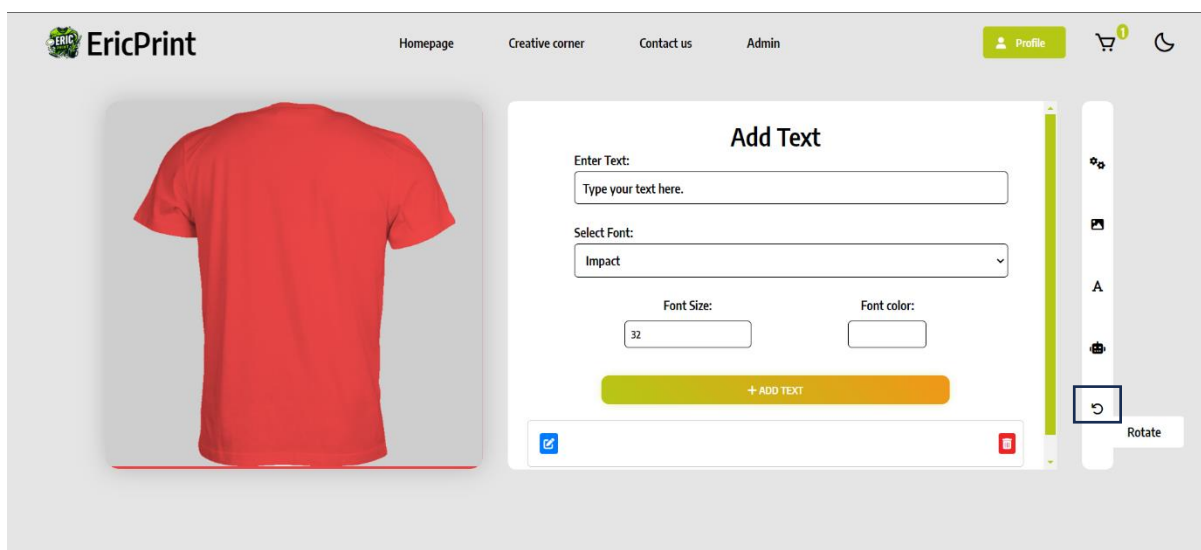 ERIC
PRINT
EricPrint
Homepage
Creative corner
Contact us
Admin
Profile
1
Add Text
Enter Text:
Type your text here.
Select Font:
Impact
Font Size:
Font color:
32
+ ADD TEXT
A
Rotate